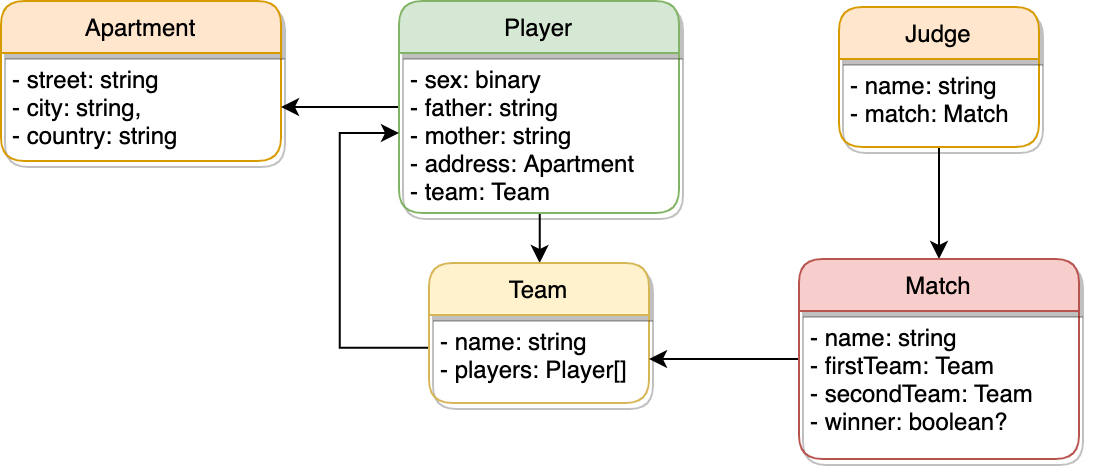 Apartment
- street: string
- city: string,
- country: string
Player
- sex: binary
- father: string
- mother: string
- address: Apartment
- team: Team
Judge
- name: string
- match: Match
Team
- name: string
- players: Player[]
Match
- name: string
- firstTeam: Team
- secondTeam: Team
- winner: boolean?